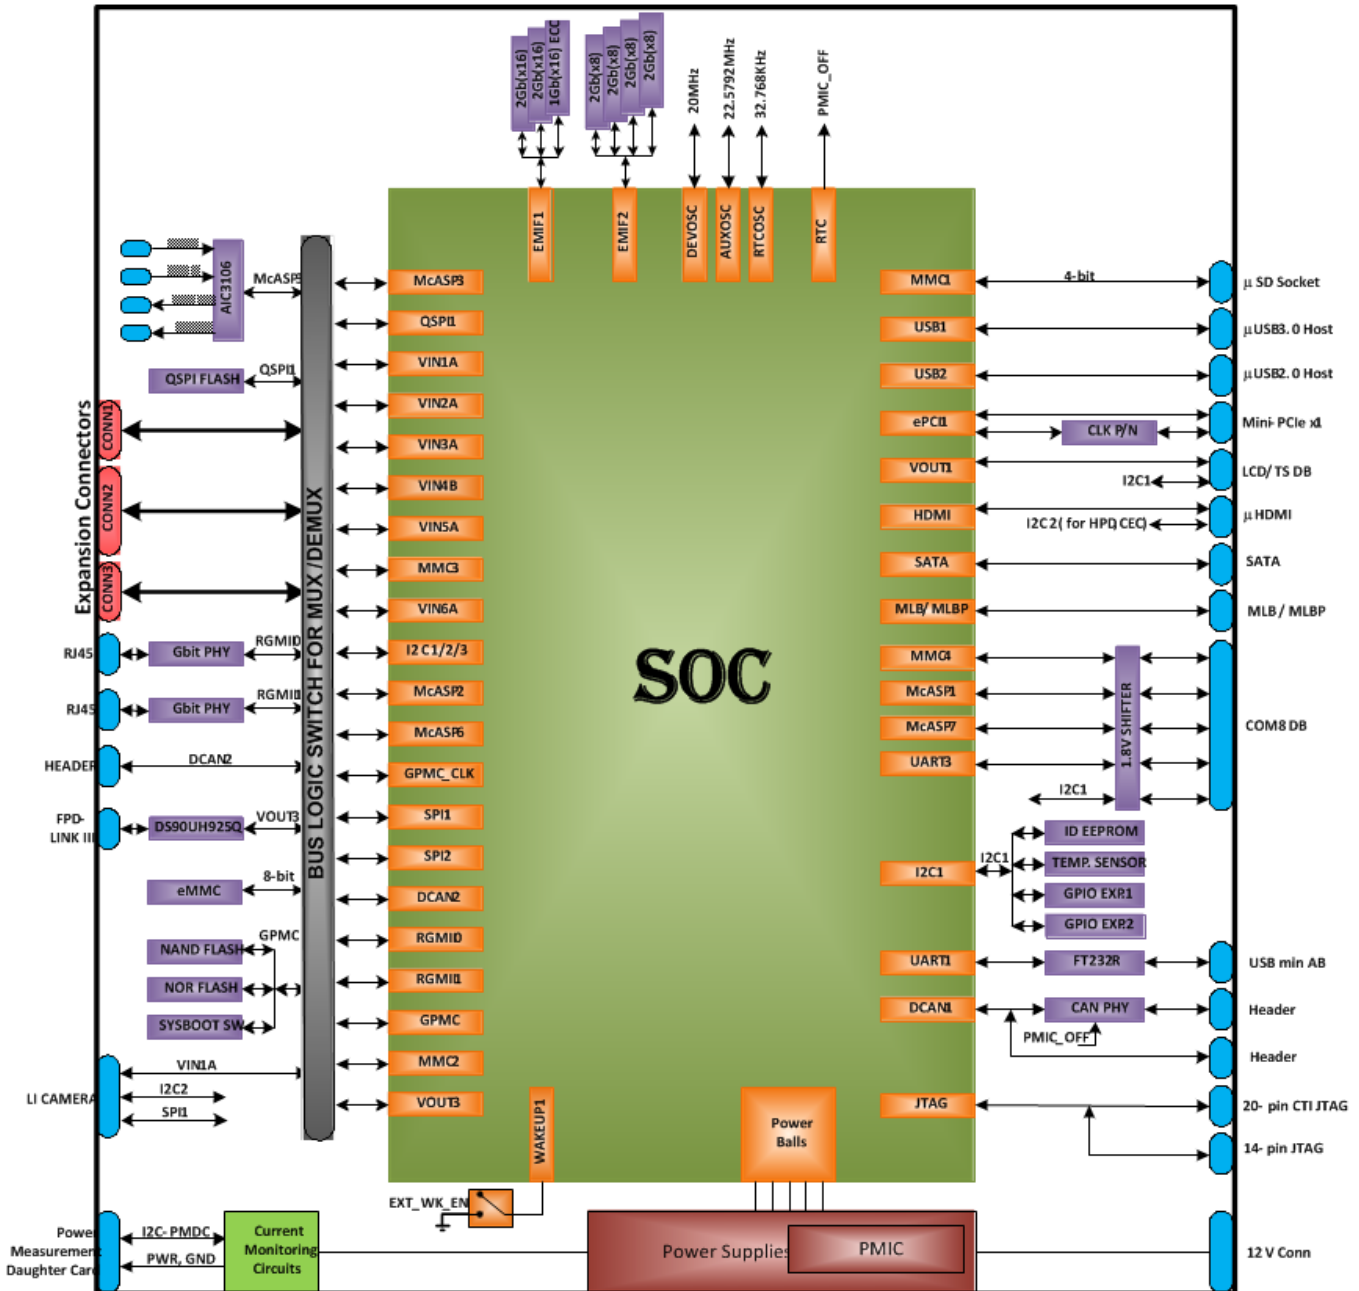 2Gb(x16)
2Gb(x16)
1Gb(x16) ECC
2Gb(x8)
2Gb(x8)
2Gb(x8)
2Gb(x8)
20MHz
22.5792MHz
32.768KHz
PMIC_OFF
EMIF1
EMIF2
DEVOSC
AUXOSC
RTCOSC
RTC
AIC3106
McASP3
QSPI FLASH
QSPI1
Expansion Connectors
CONN1
CONN2
CONN3
RJ45
Gbit PHY
RGMII0
RJ45
Gbit PHY
RGMII1
HEADER
DCAN2
FPD-
LINK III
DS90UH925Q
VOUT3
eMMC
8-bit
GPMC
NAND FLASH
NOR FLASH
SYSBOOT SW
LI CAMERA
VIN1A
I2C2
SPI1
BUS LOGIC SWITCH FOR MUX /DEMUX
McASP3
QSPI1
VIN1A
VIN2A
VIN3A
VIN4B
VIN5A
MMC3
VIN6A
I2C1/2/3
McASP2
McASP6
GPMC_CLK
SPI1
SPI2
DCAN2
RGMII0
RGMII1
GPMC
MMC2
VOUT3
SOC
MMC1
4-bit
μ SD Socket
USB1
μUSB3.0 Host
USB2
μUSB2.0 Host
ePCI1
CLK P/N
Mini-PCIe x1
VOUT1
I2C1
LCD/ TS DB
HDMI
I2C2( for HPD,CEC)
μ HDMI
SATA
SATA
MLB/ MLBP
MLB / MLBP
MMC4
McASP1
McASP7
UART3
1.8V SHIFTER
COM8 DB
I2C1
I2C1
I2C1
ID EEPROM
TEMP. SENSOR
GPIO EXP.1
GPIO EXP.2
UART1
FT232R
USB min AB
DCAN1
CAN PHY
Header
PMIC_OFF
Header
JTAG
20- pin CTI JTAG
14- pin JTAG
WAKEUP1
Power
Balls
EXT_WK_EN
Power
Measurement
Daughter Card
I2C- PMDC
PWR, GND
Current
Monitoring
Circuits
Power Supplies
PMIC
12 V Conn